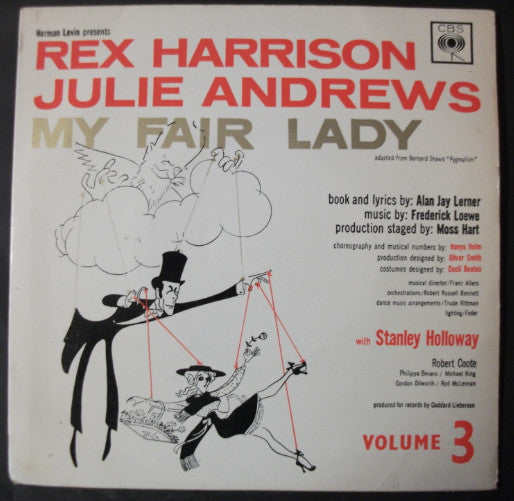 Herman Levin presents
CBS
REX HARRISON
JULIE ANDREWS
MY FAIR LADY
adapted from Bernard Shaws "Pygmalion"
book and lyrics by: Alan Jay Lerner
music by: Frederick Loewe
production staged by: Moss Hart
choreography and musical numbers by: Hanya Holm
production designed by: Oliver Smith
costumes designed by: Cecil Beaton
musical director/Franz Allers
orchestrations/Robert Russell Bennett
dance music arrangements/Trude Rittman
lighting/Feder
with Stanley Holloway
Robert Coote
Philippa Bevans / Michael King
Gordon Dilworth / Rod McLennan
produced for records by Goddard Lieberson
VOLUME 3